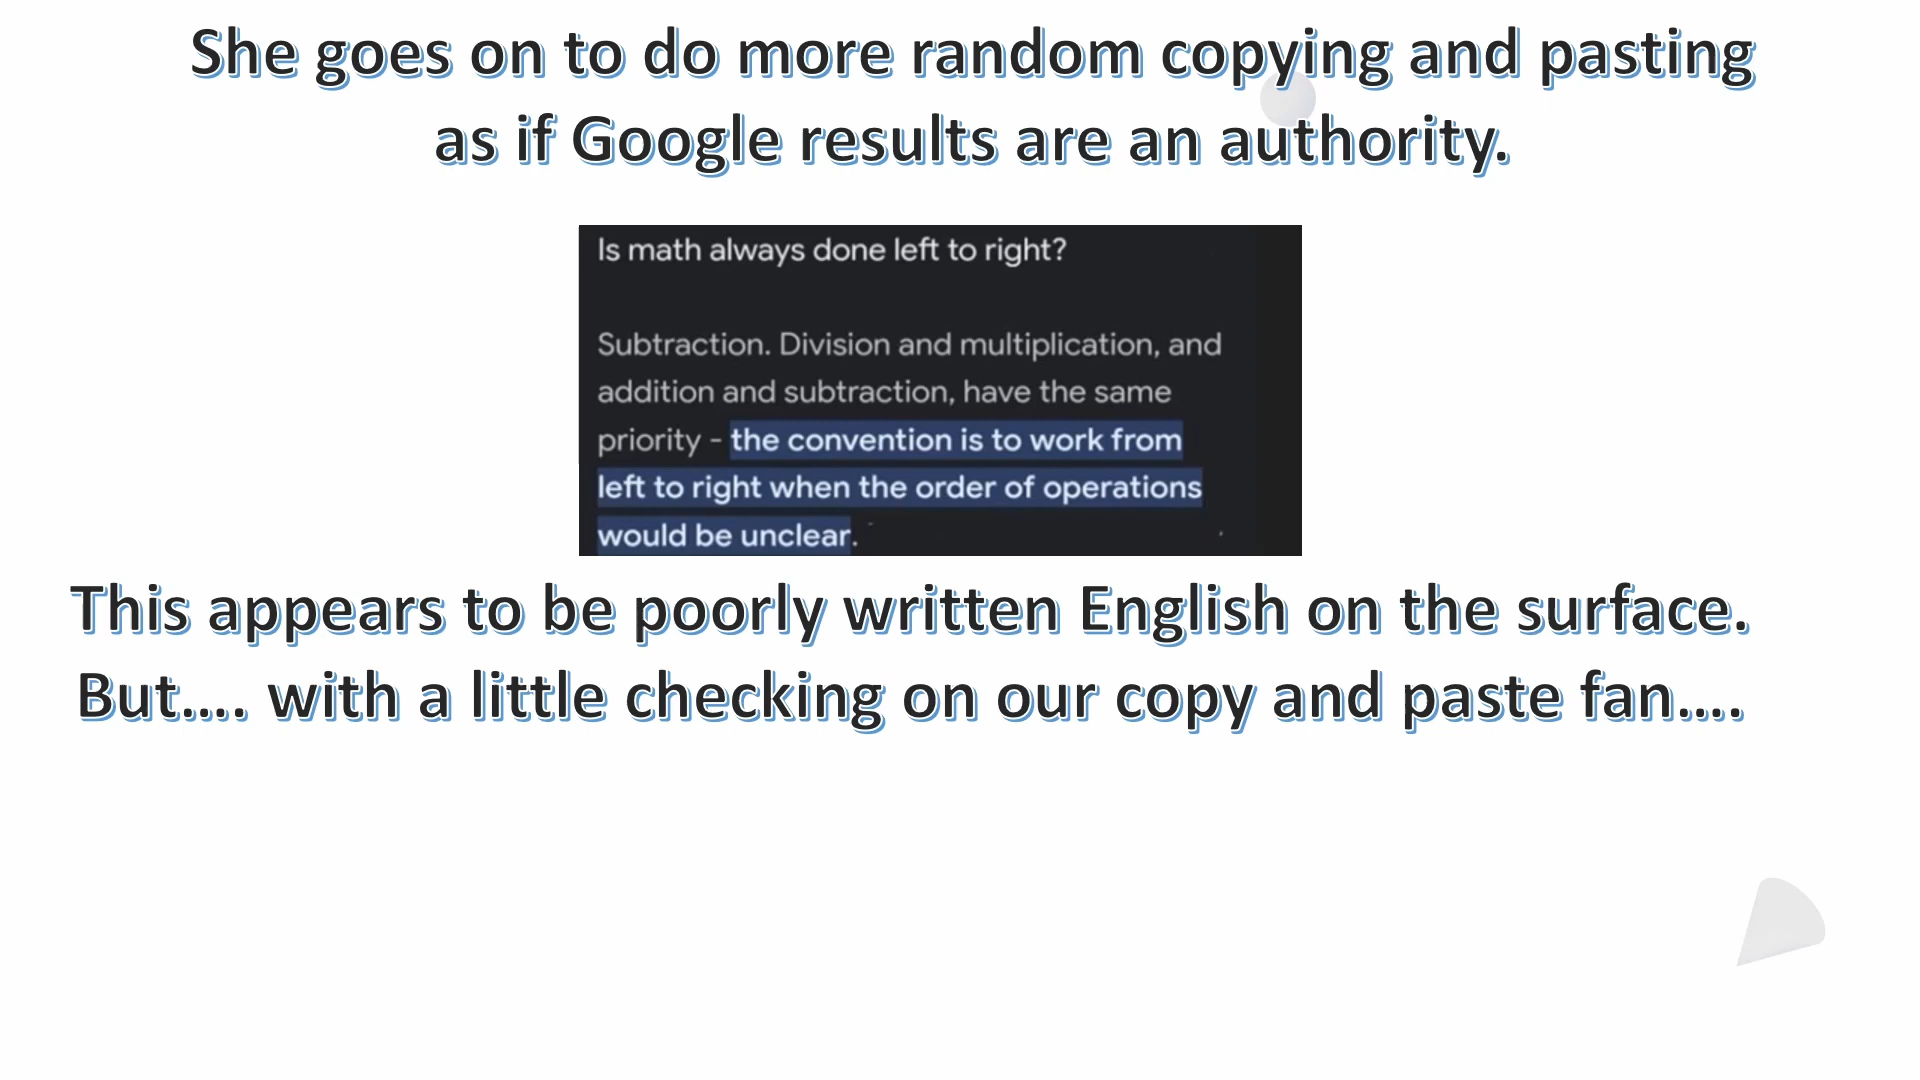 She goes on to do more random copying and pasting
as if Google results are an authority.
Is math always done left to right?
Subtraction. Division and multiplication, and
addition and subtraction, have the same
priority - the convention is to work from
left to right when the order of operations
would be unclear.
This appears to be poorly written English on the surface.
But.... with a little checking on our copy and paste fan....